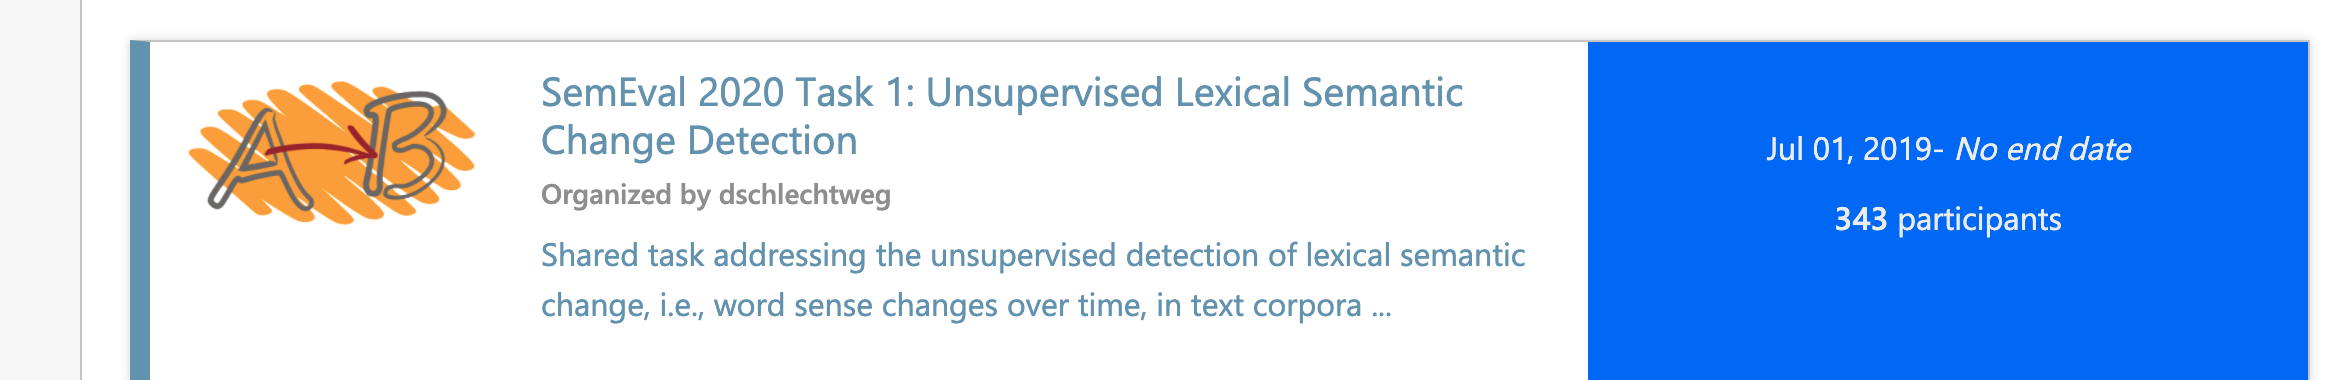 A B
SemEval 2020 Task 1: Unsupervised Lexical Semantic
Change Detection
Organized by dschlechtweg
Shared task addressing the unsupervised detection of lexical semantic
change, i.e., word sense changes over time, in text corpora ...
Jul 01, 2019- No end date
343 participants